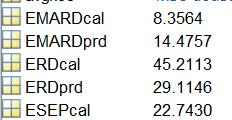 EMARDcal 8.3564
EMARDprd 14.4757
ERDcal 45.2113
ERDprd 29.1146
ESEPcal 22.7430